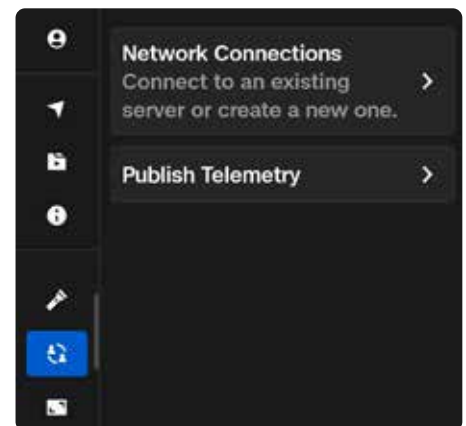 Network Connections
Connect to an existing
server or create a new one.
Publish Telemetry